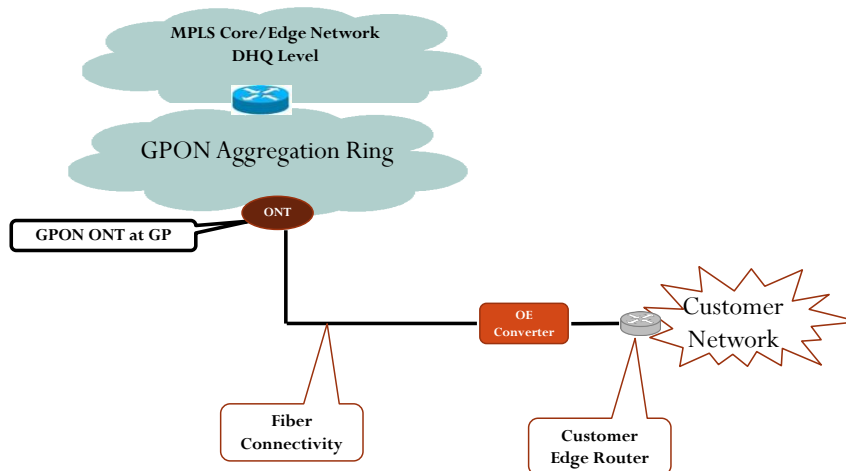 MPLS Core/Edge Network
DHQ Level
GPON Aggregation Ring
ONT
GPON ONT at GP
OE
Converter
Customer
Network
Fiber
Connectivity
Customer
Edge Router